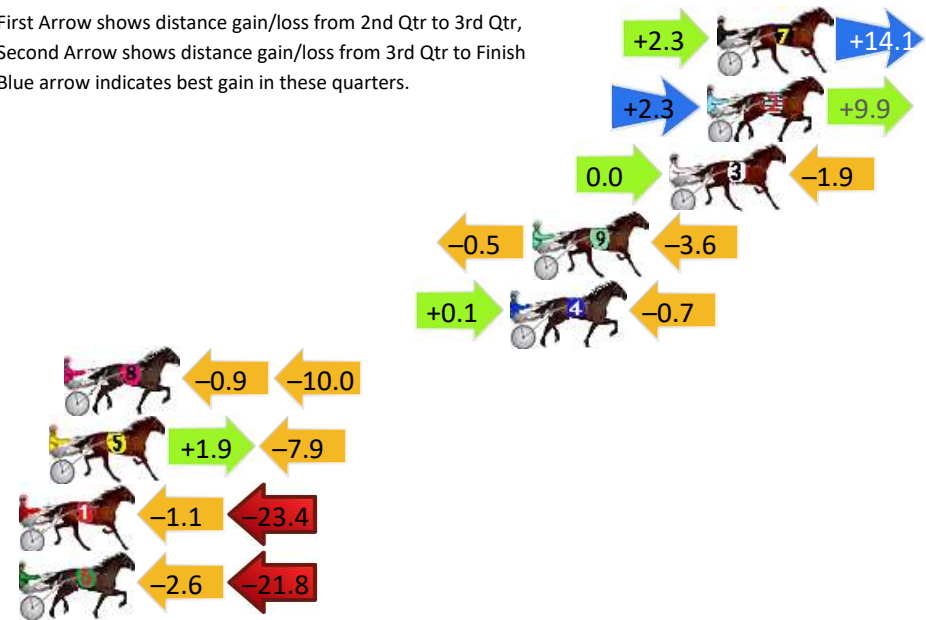 First Arrow shows distance gain/loss from 2nd Qtr to 3rd Qtr,
Second Arrow shows distance gain/loss from 3rd Qtr to Finish
Blue arrow indicates best gain in these quarters.
+2.3 7 +14.1
+2.3 2 +9.9
0.0 3 –1.9
–0.5 9 –3.6
+0.1 4 –0.7
8 –0.9 –10.0
5 +1.9 –7.9
1 –1.1 –23.4
6 –2.6 –21.8